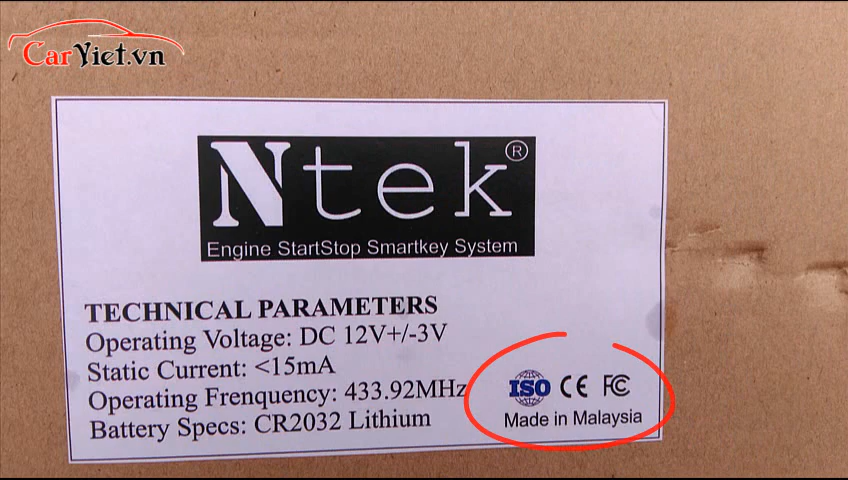 CarViet.vn
Ntek®
Engine StartStop Smartkey System
TECHNICAL PARAMETERS
Operating Voltage: DC 12V+/-3V
Static Current: <15mA
Operating Frenquency: 433.92MHz
Battery Specs: CR2032 Lithium
ISO CE FC
Made in Malaysia